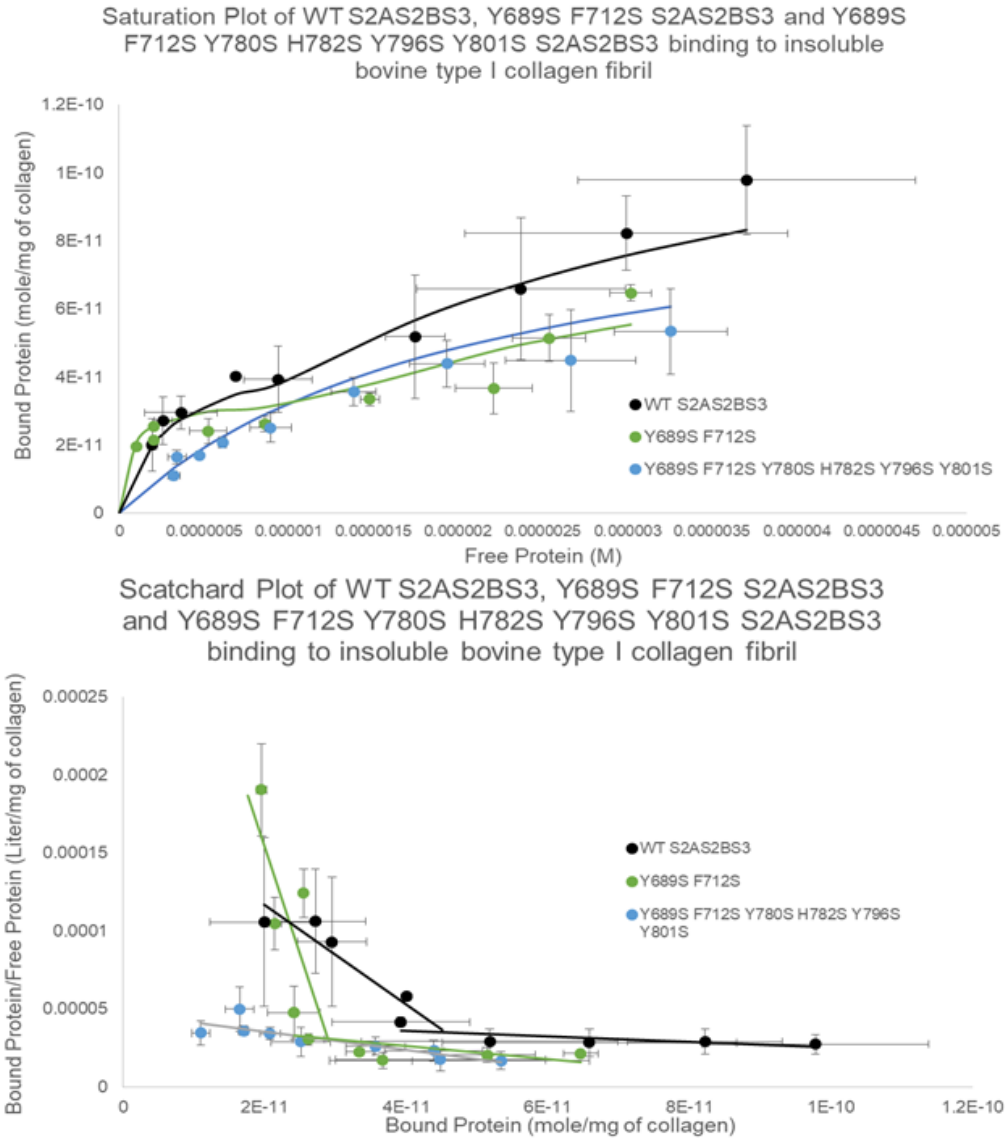 Saturation Plot of WT S2AS2BS3, Y689S F712S S2AS2BS3 and Y689S
F712S Y780S H782S Y796S Y801S S2AS2BS3 binding to insoluble
bovine type I collagen fibril
Bound Protein (mole/mg of collagen)
1.2E-10
1E-10
8E-11
6E-11
4E-11
2E-11
0
WT S2AS2BS3
Y689S F712S
Y689S F712S Y780S H782S Y796S Y801S
0 0.0000005 0.000001 0.0000015 0.000002 0.0000025 0.000003 0.0000035 0.000004 0.0000045 0.000005
Free Protein (M)
Scatchard Plot of WT S2AS2BS3, Y689S F712S S2AS2BS3
and Y689S F712S Y780S H782S Y796S Y801S S2AS2BS3
binding to insoluble bovine type I collagen fibril
Bound Protein/Free Protein (Liter/mg of collagen)
0.00025
0.0002
0.00015
0.0001
0.00005
0
WT S2AS2BS3
Y689S F712S
Y689S F712S Y780S H782S Y796S
Y801S
0 2E-11 4E-11 6E-11 8E-11 1E-10 1.2E-10
Bound Protein (mole/mg of collagen)